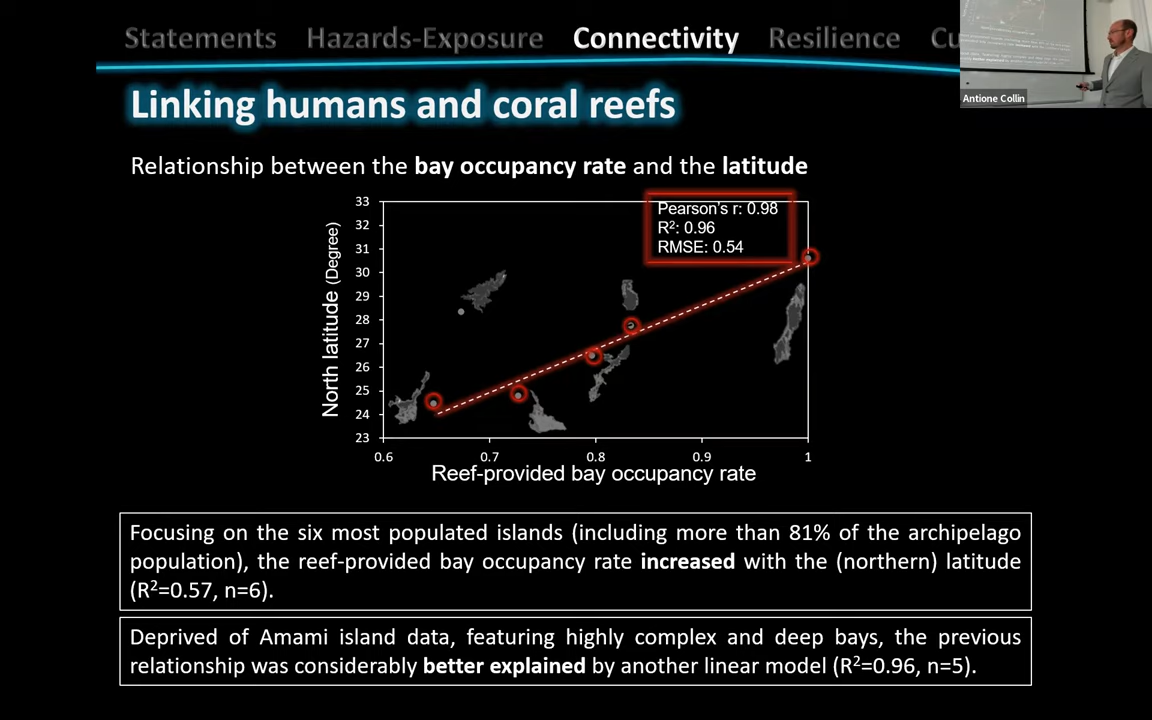 Statements Hazards-Exposure Connectivity Resilience Cu
Antione Collin
Linking humans and coral reefs
Relationship between the bay occupancy rate and the latitude
Pearson's r: 0.98
R²: 0.96
RMSE: 0.54
North latitude (Degree)
33
32
31
30
29
28
27
26
25
24
23
0.6 0.7 0.8 0.9 1
Reef-provided bay occupancy rate
Focusing on the six most populated islands (including more than 81% of the archipelago
population), the reef-provided bay occupancy rate increased with the (northern) latitude
(R²=0.57, n=6).
Deprived of Amami island data, featuring highly complex and deep bays, the previous
relationship was considerably better explained by another linear model (R²=0.96, n=5).